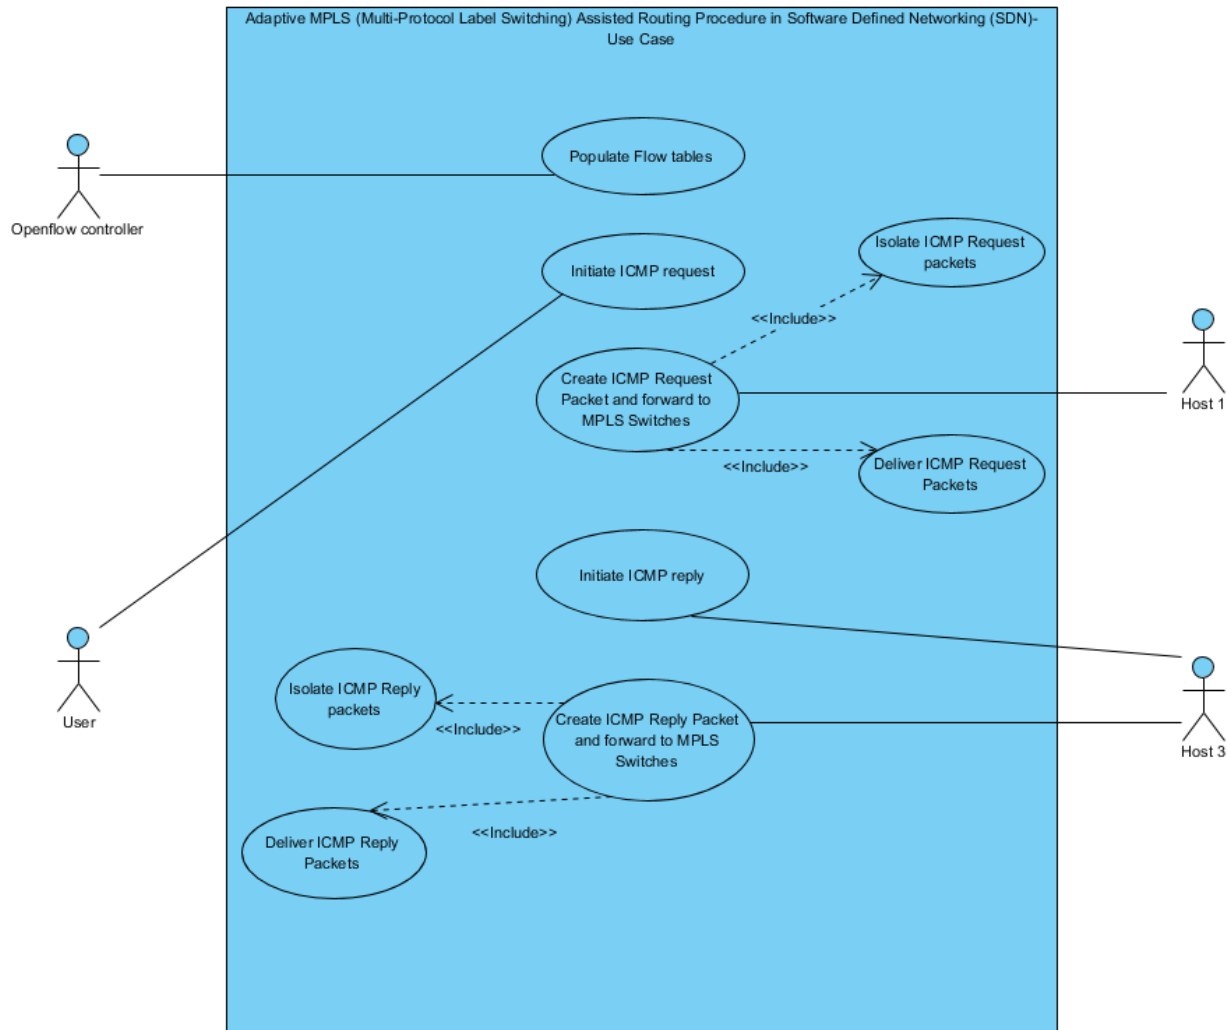 Adaptive MPLS (Multi-Protocol Label Switching) Assisted Routing Procedure in Software Defined Networking (SDN)-
Use Case
Populate Flow tables
Openflow controller
Isolate ICMP Request
packets
Initiate ICMP request
<<Include>>
Create ICMP Request
Packet and forward to
MPLS Switches
Host 1
<<Include>>
Deliver ICMP Request
Packets
Initiate ICMP reply
User
Isolate ICMP Reply
packets
<<Include>>
Create ICMP Reply Packet
and forward to MPLS
Switches
Host 3
<<Include>>
Deliver ICMP Reply
Packets